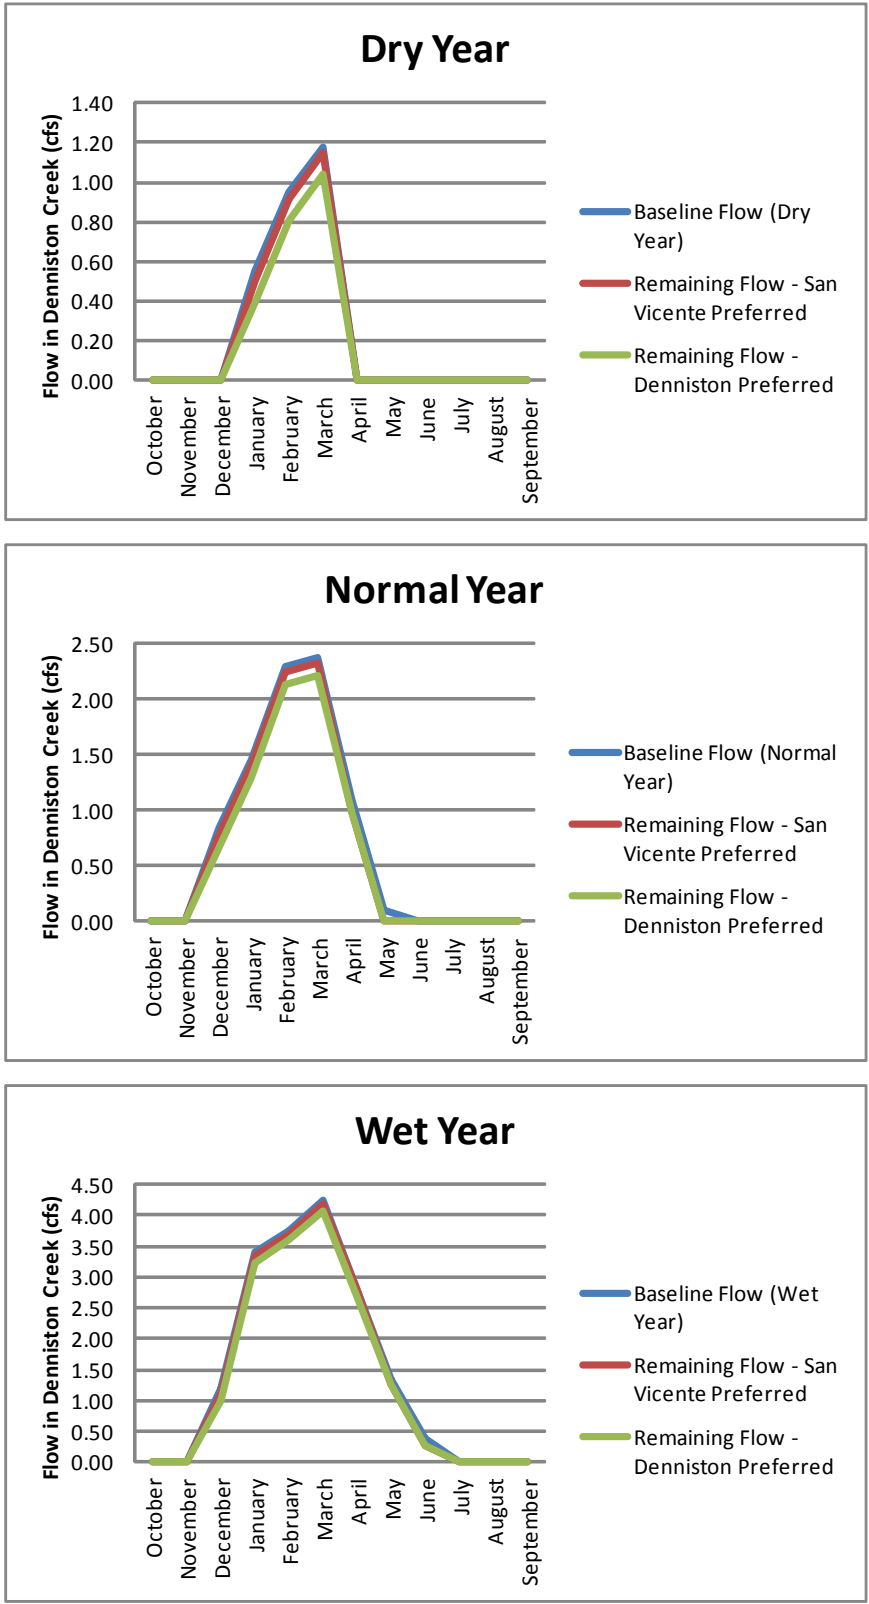 Dry Year
Flow in Denniston Creek (cfs)
1.40
1.20
1.00
0.80
0.60
0.40
0.20
0.00
October
November
December
January
February
March
April
May
June
July
August
September
Baseline Flow (Dry
Year)
Remaining Flow - San
Vicente Preferred
Remaining Flow -
Denniston Preferred
Normal Year
Flow in Denniston Creek (cfs)
2.50
2.00
1.50
1.00
0.50
0.00
October
November
December
January
February
March
April
May
June
July
August
September
Baseline Flow (Normal
Year)
Remaining Flow - San
Vicente Preferred
Remaining Flow -
Denniston Preferred
Wet Year
Flow in Denniston Creek (cfs)
4.50
4.00
3.50
3.00
2.50
2.00
1.50
1.00
0.50
0.00
October
November
December
January
February
March
April
May
June
July
August
September
Baseline Flow (Wet
Year)
Remaining Flow - San
Vicente Preferred
Remaining Flow -
Denniston Preferred